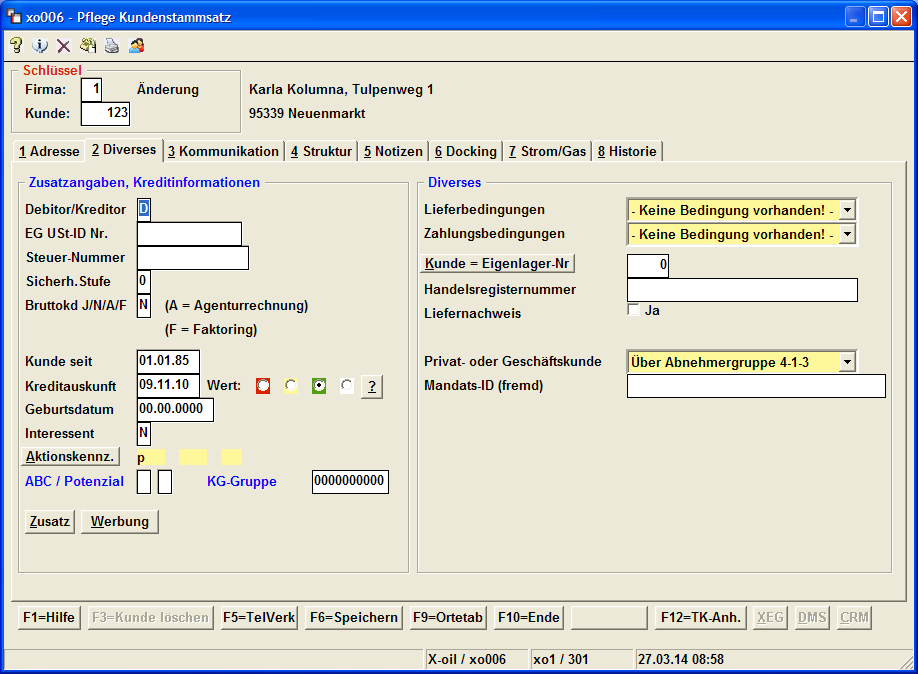 xo006 - Pflege Kundenstammsatz
Schlüssel
Firma: 1 Änderung Karla Kolumna, Tulpenweg 1
Kunde: 123 95339 Neuenmarkt
1 Adresse 2 Diverses 3 Kommunikation 4 Struktur 5 Notizen 6 Docking 7 Strom/Gas 8 Historie
Zusatzangaben, Kreditinformationen
Debitor/Kreditor D
EG USt-ID Nr.
Steuer-Nummer
Sicherh.Stufe 0
Bruttokd J/N/A/F N (A = Agenturrechnung)
(F = Faktoring)
Kunde seit 01.01.85
Kreditauskunft 09.11.10 Wert: ?
Geburtsdatum 00.00.0000
Interessent N
Aktionskennz. p
ABC / Potenzial KG-Gruppe 0000000000
Zusatz Werbung
Diverses
Lieferbedingungen - Keine Bedingung vorhanden! -
Zahlungsbedingungen - Keine Bedingung vorhanden! -
Kunde = Eigenlager-Nr 0
Handelsregisternummer
Liefernachweis Ja
Privat- oder Geschäftskunde Über Abnehmergruppe 4-1-3
Mandats-ID (fremd)
F1=Hilfe F3=Kunde löschen F5=TelVerk F6=Speichern F9=Ortetab F10=Ende F12=TK-Anh. XEG DMS CRM
X-oil / xo006 xo1 / 301 27.03.14 08:58